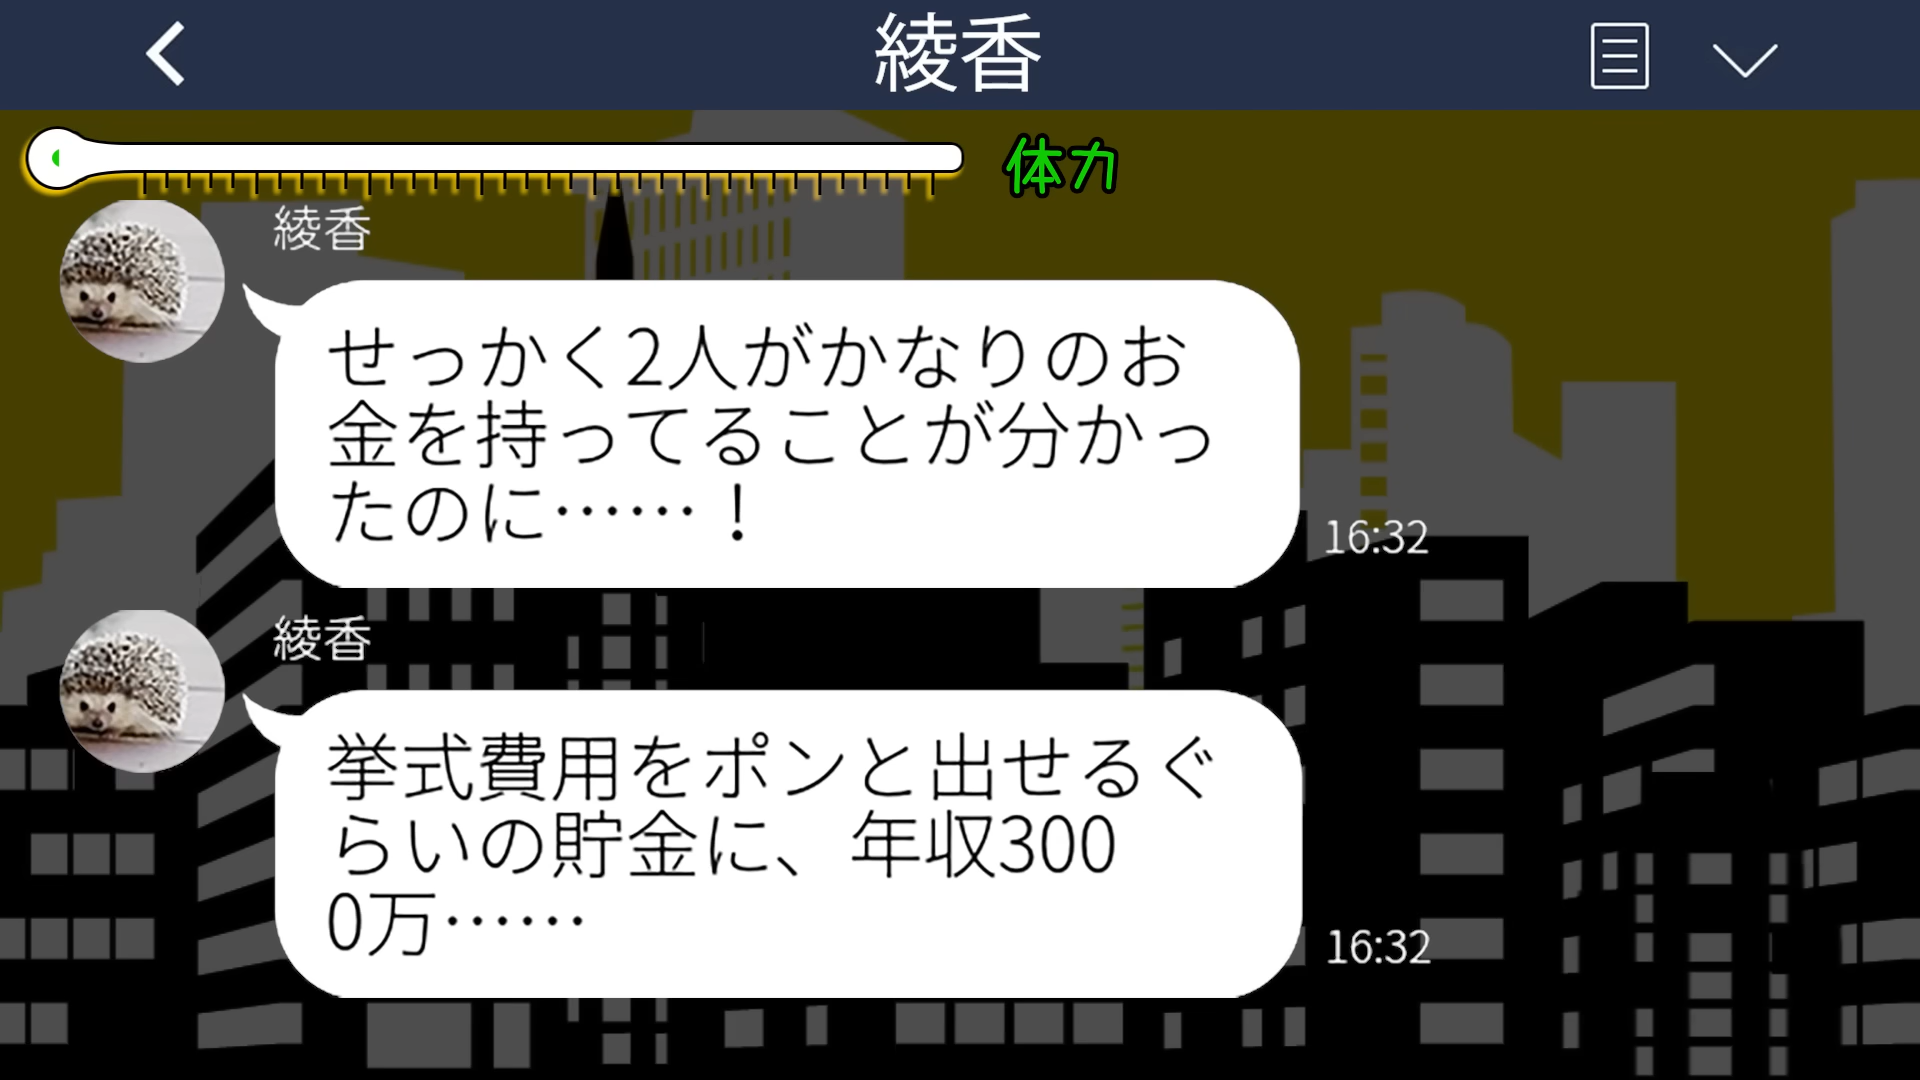 綾香
体力
綾香
せっかく2人がかなりのお
金を持ってることが分かっ
たのに……！
16:32
綾香
挙式費用をポンと出せるぐ
らいの貯金に、年収300
0万……
16:32